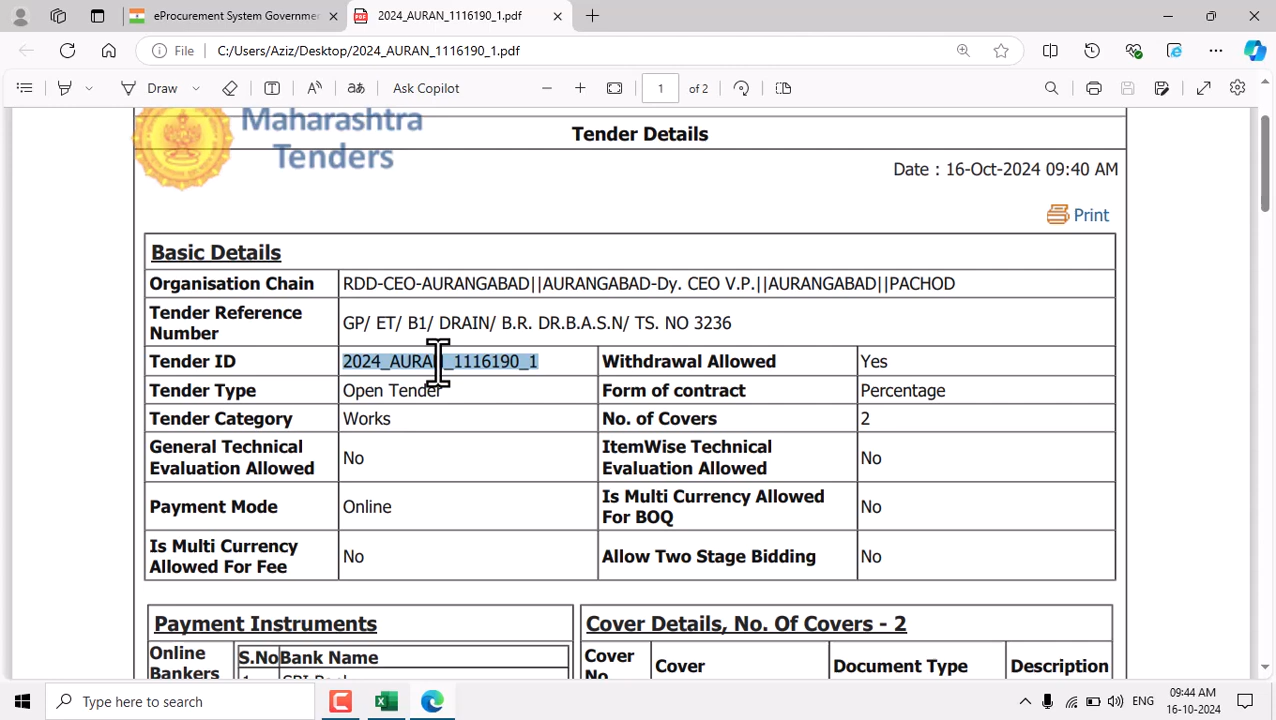 eProcurement System Governmen
2024_AURAN_1116190_1.pdf
File C:/Users/Aziz/Desktop/2024_AURAN_1116190_1.pdf
Draw Ask Copilot 1 of 2
Maharashtra
Tenders
Tender Details
Date : 16-Oct-2024 09:40 AM
Print
Basic Details
Organisation Chain RDD-CEO-AURANGABAD||AURANGABAD-Dy. CEO V.P.||AURANGABAD||PACHOD
Tender Reference
Number
GP/ ET/ B1/ DRAIN/ B.R. DR.B.A.S.N/ TS. NO 3236
Tender ID 2024_AURAN_1116190_1 Withdrawal Allowed Yes
Tender Type Open Tender Form of contract Percentage
Tender Category Works No. of Covers 2
General Technical
Evaluation Allowed
No
ItemWise Technical
Evaluation Allowed
No
Payment Mode Online
Is Multi Currency Allowed
For BOQ
No
Is Multi Currency
Allowed For Fee
No
Allow Two Stage Bidding No
Payment Instruments
Online
Bankers
S.No Bank Name
Cover Details, No. Of Covers - 2
Cover
No
Cover Document Type Description
Type here to search
ENG
09:44 AM
16-10-2024